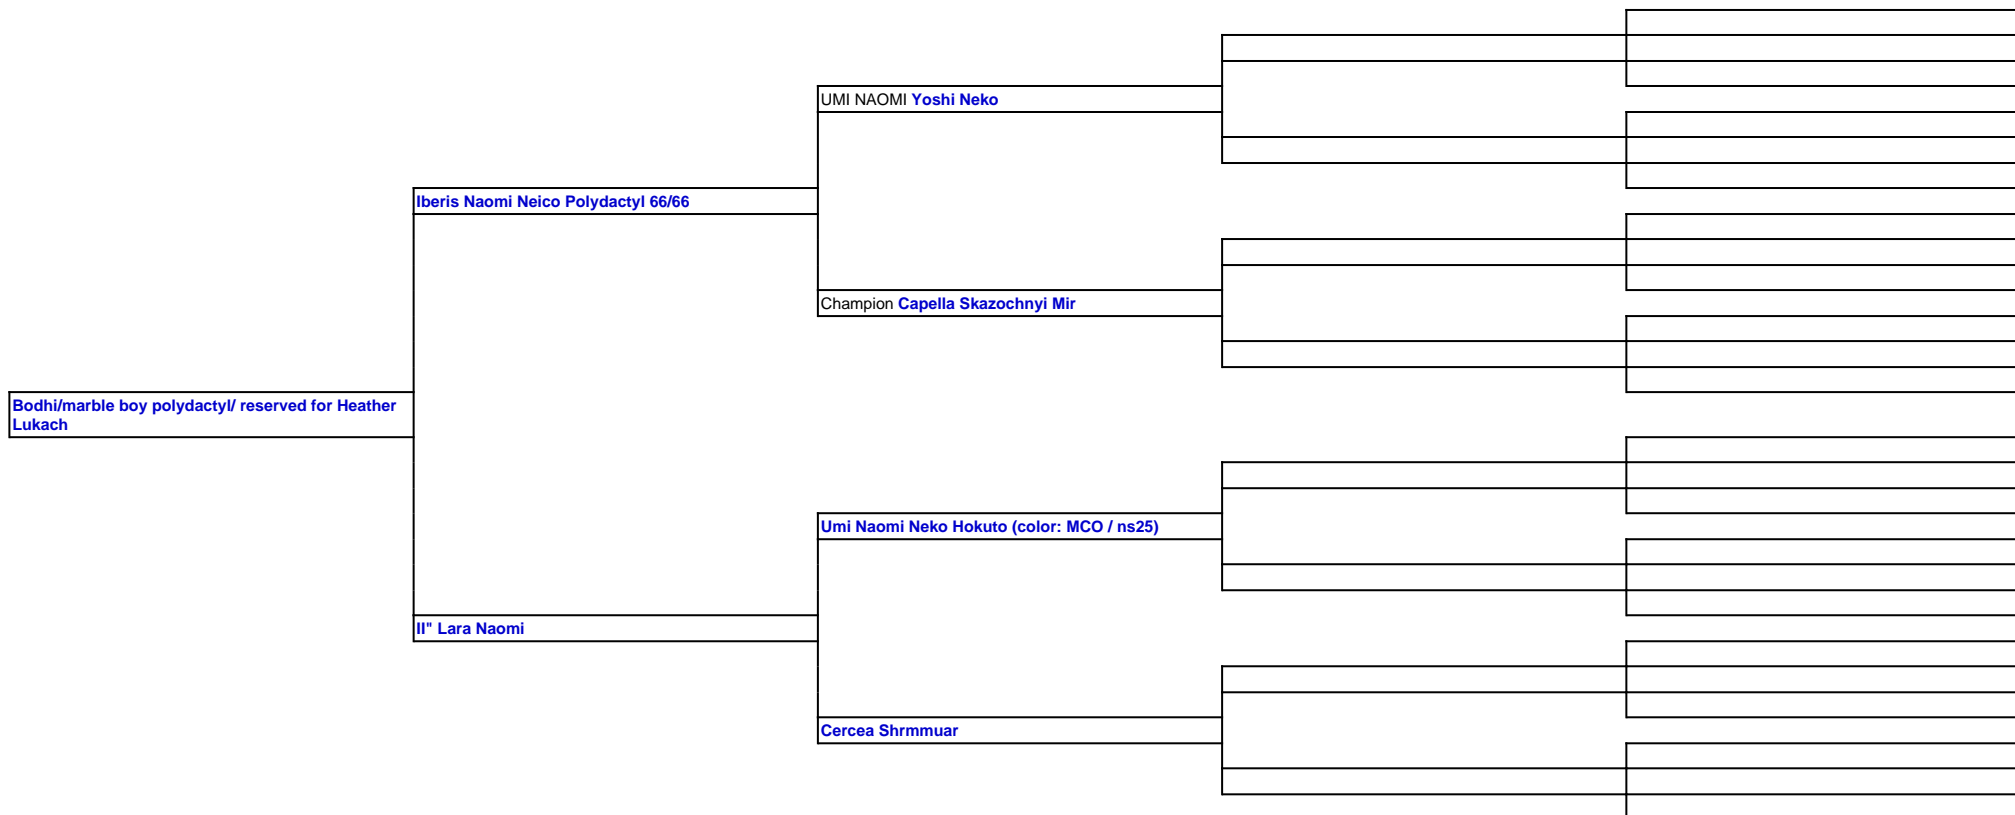 UMI NAOMI Yoshi Neko
Iberis Naomi Neico Polydactyl 66/66
Champion Capella Skazochnyi Mir
Bodhi/marble boy polydactyl/ reserved for Heather
Lukach
Umi Naomi Neko Hokuto (color: MCO / ns25)
II" Lara Naomi
Cercea Shrmmuar